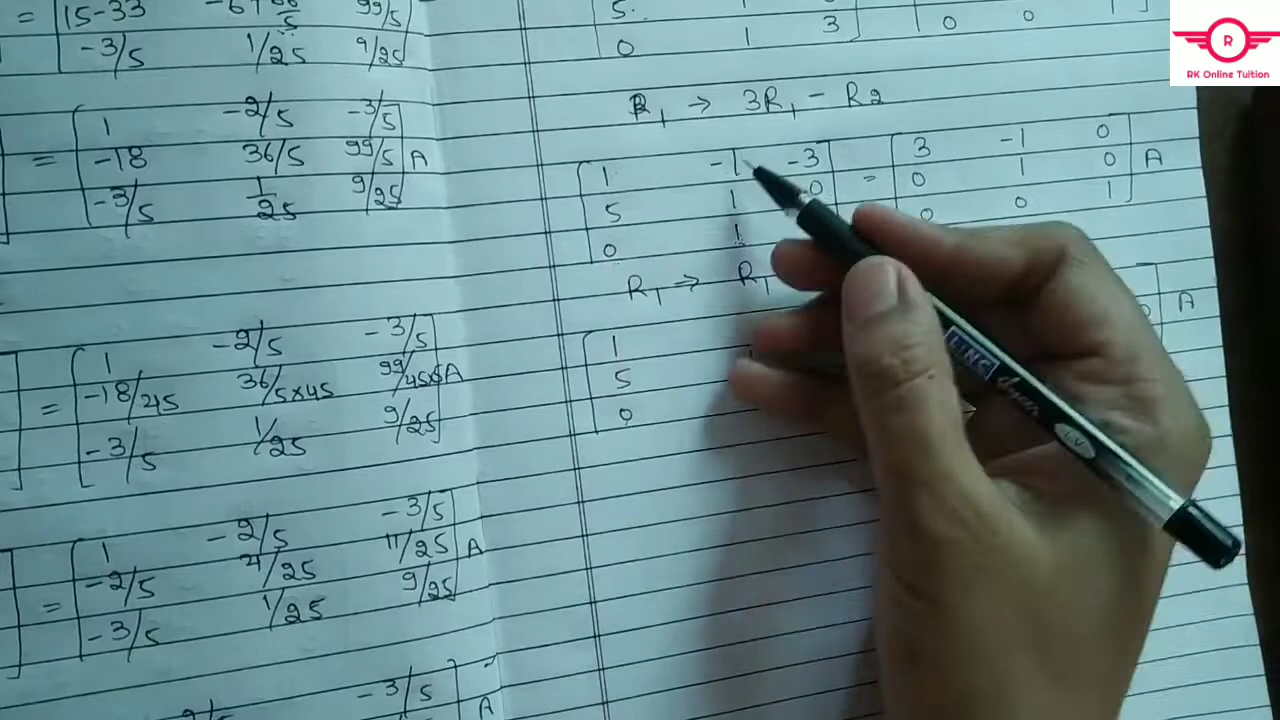 = 15-33 99/5
-3/5 1/25 9/25
1 -2/5 -3/5
= -18 36/5 99/5 A
-3/5 1/25 9/25
1 -2/5 -3/5
= -18/45 36/5×45 A
-3/5 1/25 9/25
1 -2/5 -3/5
= -2/5 4/25 11/25 A
-3/5 1/25 9/25
-3/5
A
5
0 1 3 0 0
R1 → 3R1 - R2
1 -1 -3 3 -1 0
5 1 0 = 0 1 0 A
0 1 0 0 1
R1 → R1
1 A
5
0
R
RK Online Tuition
LINC